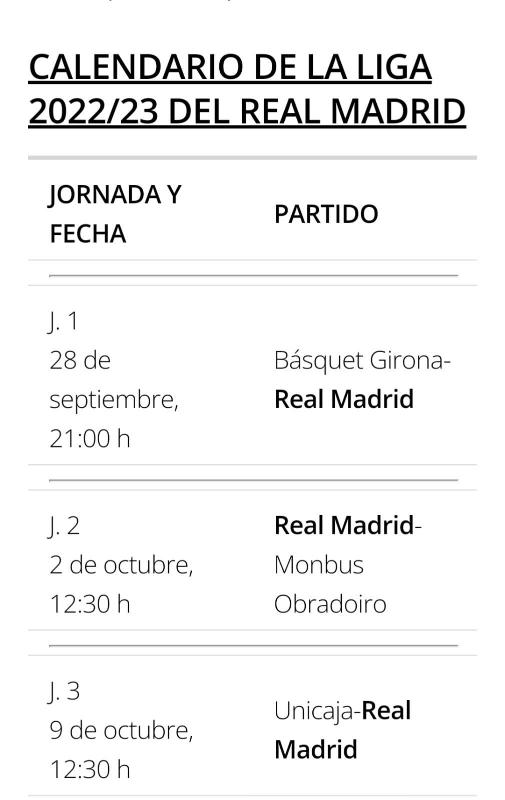 CALENDARIO DE LA LIGA
2022/23 DEL REAL MADRID
JORNADA Y
FECHA
PARTIDO
J. 1
28 de
septiembre,
21:00 h
Básquet Girona-
Real Madrid
J. 2
2 de octubre,
12:30 h
Real Madrid-
Monbus
Obradoiro
J. 3
9 de octubre,
12:30 h
Unicaja-Real
Madrid